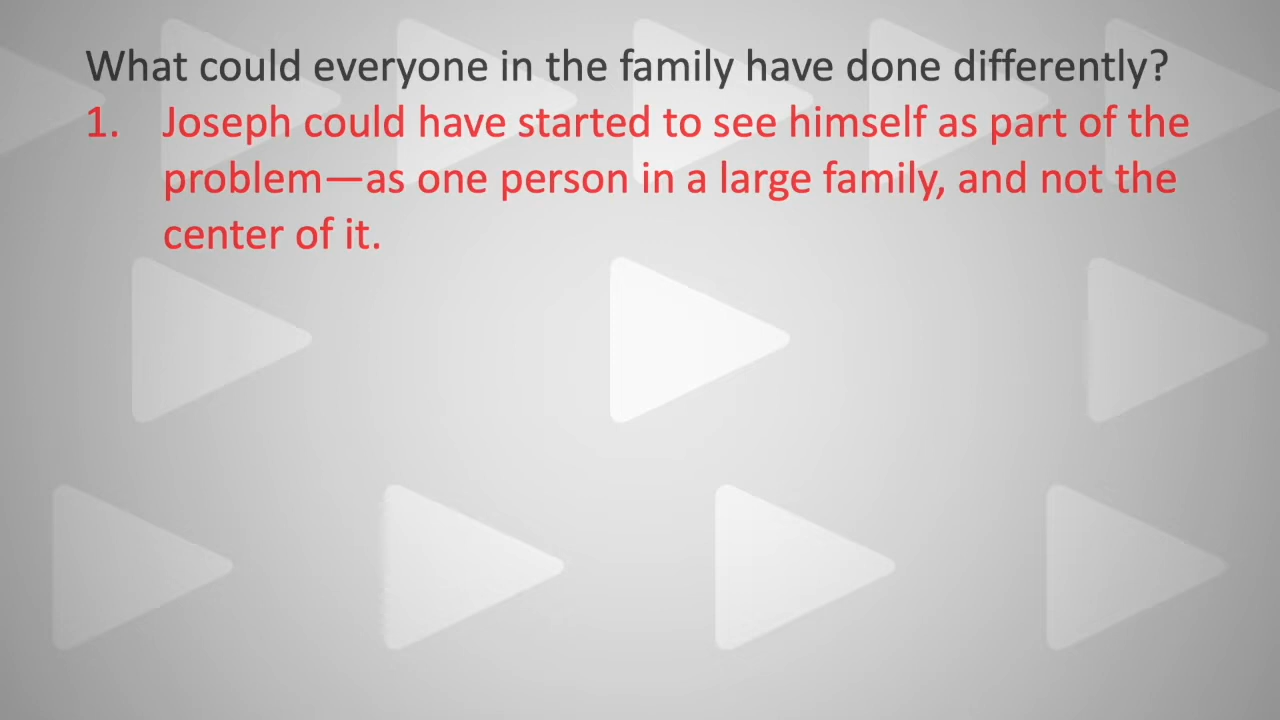 What could everyone in the family have done differently?
1. Joseph could have started to see himself as part of the
problem—as one person in a large family, and not the
center of it.